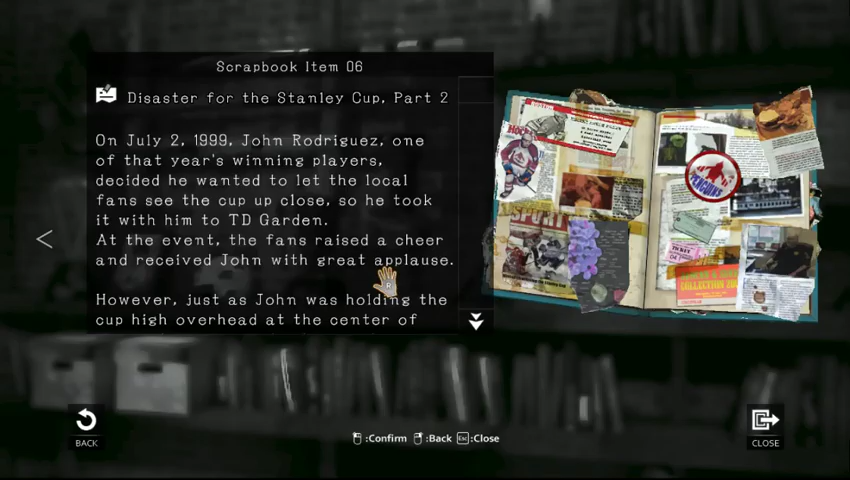 Scrapbook Item 06
Disaster for the Stanley Cup, Part 2
On July 2, 1999, John Rodriguez, one
of that year's winning players,
decided he wanted to let the local
fans see the cup up close, so he took
it with him to TD Garden.
At the event, the fans raised a cheer
and received John with great applause.
However, just as John was holding the
cup high overhead at the center of
PENGUINS
TICKET
COLLECTION
R
BACK
:Confirm
:Back
Esc:Close
CLOSE